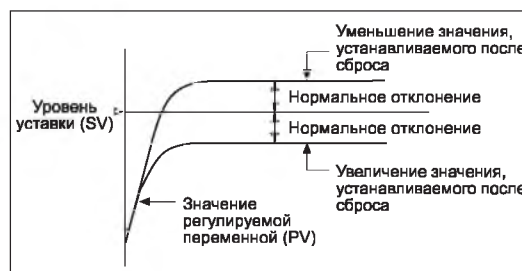 Уменьшение значения,
устанавливаемого после
сброса
Нормальное отклонение
Уровень
уставки (SV)
Нормальное отклонение
Увеличение значения,
устанавливаемого после
сброса
Значение
регулируемой
переменной (PV)